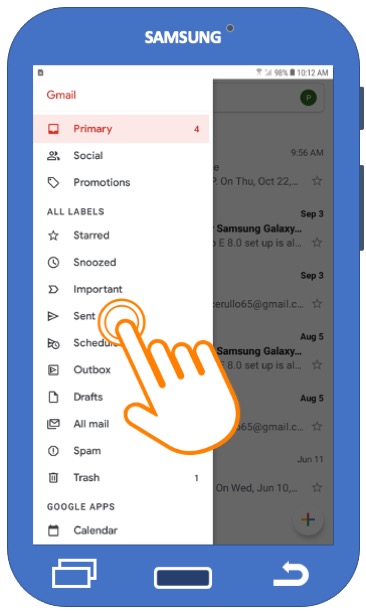 SAMSUNG
98% 10:12 AM
Gmail
P
Primary 4
9:56 AM
Social
e
P. On Thu, Oct 22,...
Promotions
ALL LABELS
Sep 3
Starred
Samsung Galaxy...
E 8.0 set up is al...
Snoozed
Sep 3
Important
cerullo65@gmail.c...
Sent
Aug 5
Schedul
Samsung Galaxy...
E 8.0 set up is al...
Outbox
Drafts
Aug 5
All mail
lo65@gmail.c...
Spam
Jun 11
Trash 1
On Wed, Jun 10,...
GOOGLE APPS
Calendar